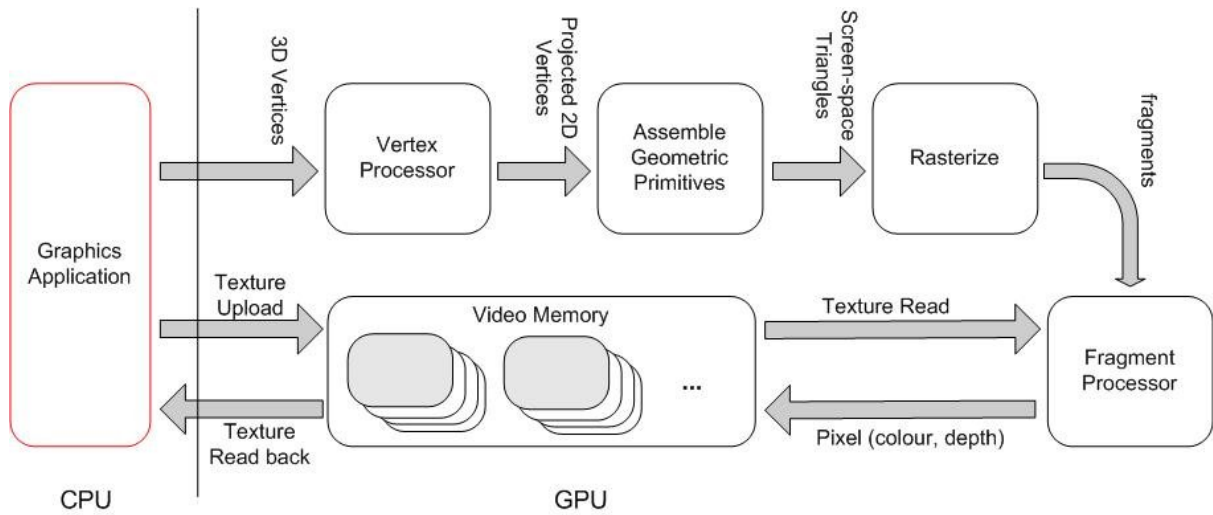 3D Vertices
Projected 2D
Vertices
Screen-space
Triangles
fragments
Vertex
Processor
Assemble
Geometric
Primitives
Rasterize
Graphics
Application
Texture
Upload
Video Memory
...
Texture Read
Fragment
Processor
Texture
Read back
Pixel (colour, depth)
CPU
GPU